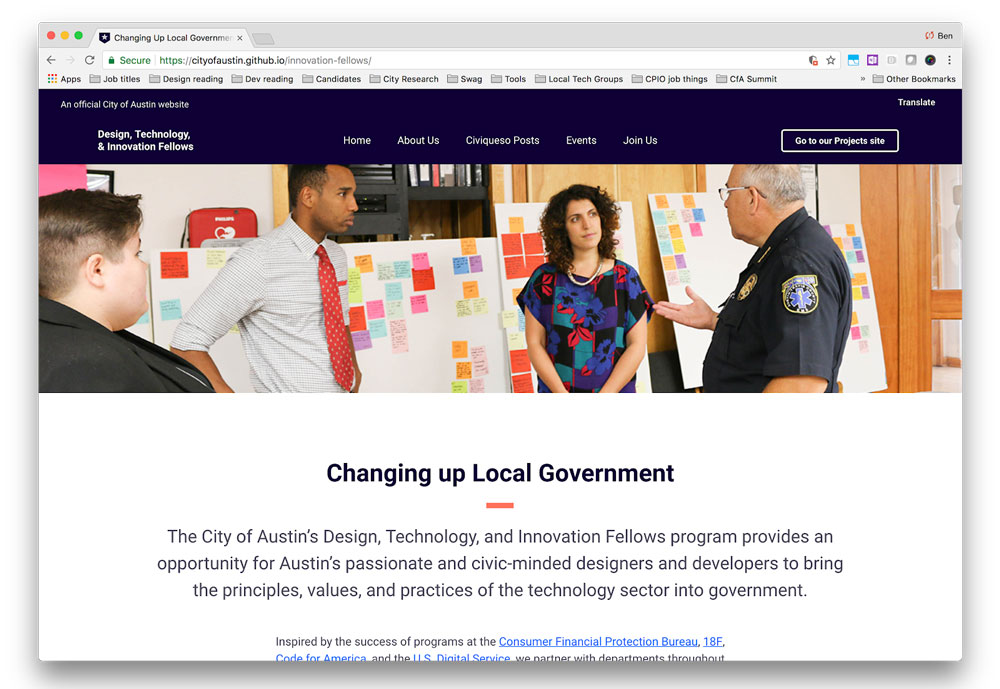 Changing Up Local Governme
Ben
Secure https://cityofaustin.github.io/innovation-fellows/
Apps Job titles Design reading Dev reading Candidates City Research Swag Tools Local Tech Groups CPIO job things CfA Summit » Other Bookmarks
An official City of Austin website
Translate
Design, Technology,
& Innovation Fellows
Home About Us Civiqueso Posts Events Join Us
Go to our Projects site
PHILIPS
Changing up Local Government
The City of Austin’s Design, Technology, and Innovation Fellows program provides an
opportunity for Austin’s passionate and civic-minded designers and developers to bring
the principles, values, and practices of the technology sector into government.
Inspired by the success of programs at the Consumer Financial Protection Bureau, 18F,
Code for America, and the U.S. Digital Service, we partner with departments throughout